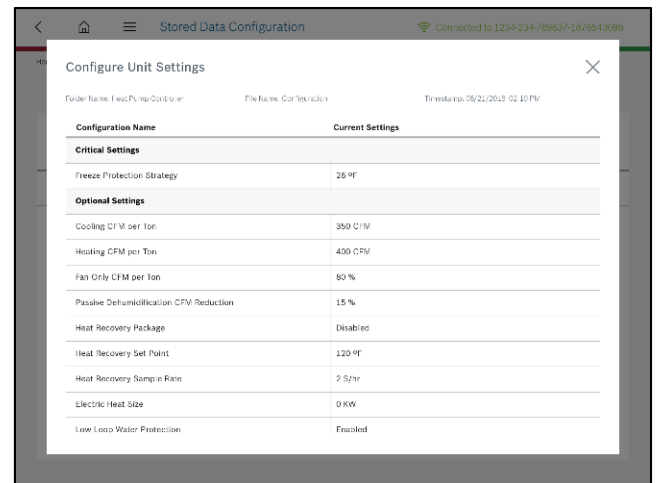 Stored Data Configuration
Connected to 1234-234-789637-1876543098
Ho
Configure Unit Settings
Folder Name: Heat Pump Controller File Name: Configuration Timestamp: 06/21/2018 02:10 PM
Configuration Name Current Settings
Critical Settings
Freeze Protection Strategy 26 °F
Optional Settings
Cooling CFM per Ton 350 CFM
Heating CFM per Ton 400 CFM
Fan Only CFM per Ton 80 %
Passive Dehumidification CFM Reduction 15 %
Heat Recovery Package Disabled
Heat Recovery Set Point 120 °F
Heat Recovery Sample Rate 2 S/hr
Electric Heat Size 0 KW
Low Loop Water Protection Enabled